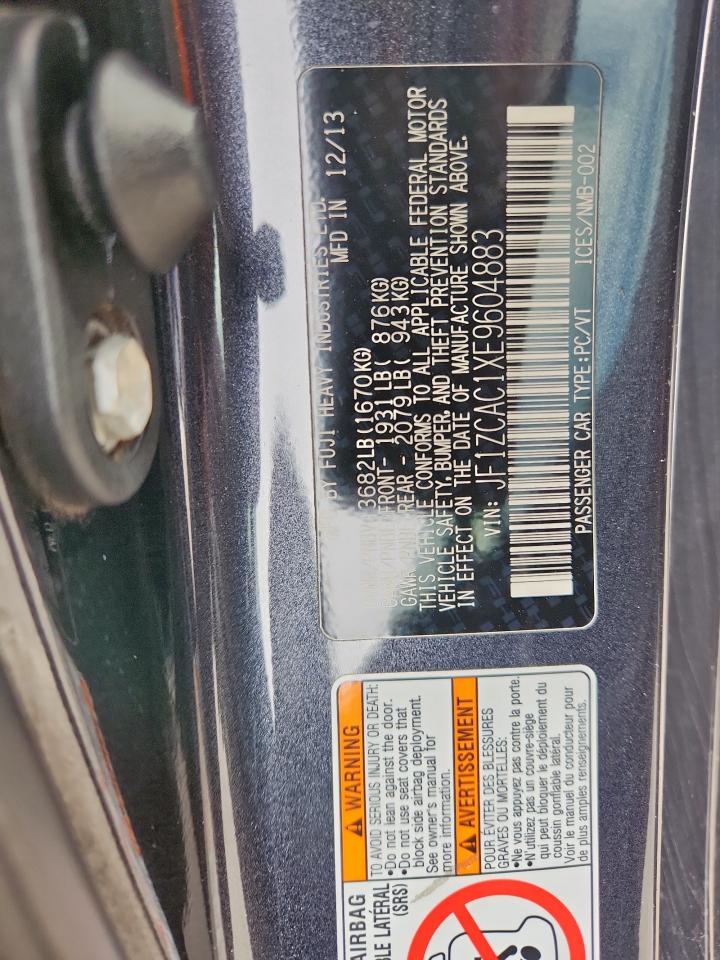 BY FUJI HEAVY INDUSTRIES LTD.
MFD IN 12/13
3682LB(1670KG)
FRONT- 1931LB( 876KG)
GAWR REAR - 2079LB( 943KG)
THIS VEHICLE CONFORMS TO ALL APPLICABLE FEDERAL MOTOR
VEHICLE SAFETY, BUMPER, AND THEFT PREVENTION STANDARDS
IN EFFECT ON THE DATE OF MANUFACTURE SHOWN ABOVE.
VIN: JF1ZCAC1XE9604883
PASSENGER CAR TYPE:PC/VT ICES/NMB-002
WARNING
TO AVOID SERIOUS INJURY OR DEATH:
•Do not lean against the door.
•Do not use seat covers that
block side airbag deployment.
See owner's manual for
more information.
AVERTISSEMENT
POUR ÉVITER DES BLESSURES
GRAVES OU MORTELLES:
•Ne vous appuyez pas contre la porte.
•N'utilizez pas un couvre-siège
qui peut bloquer le déploiement du
coussin gonflable latéral.
Voir le manuel du conducteur pour
de plus amples renseignements.
AIRBAG
LATÉRAL
(SRS)